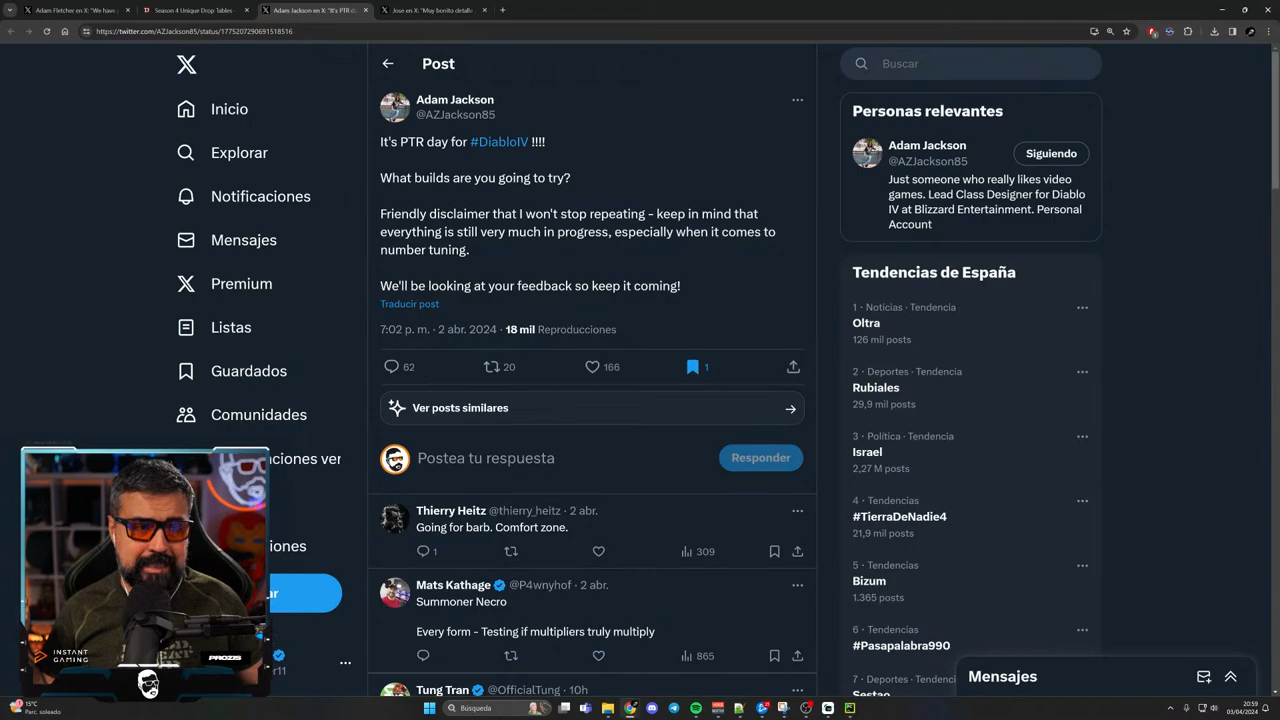 Adam Fletcher en X: "We have
Season 4 Unique Drop Tables -
Adam Jackson en X: "It's PTR d
Jose en X: "Muy bonito detalle
https://twitter.com/AZJackson85/status/1775207290691518516
Inicio
Explorar
Notificaciones
Mensajes
Premium
Listas
Guardados
Comunidades
aciones ver
iones
ar
r11
Post
Adam Jackson
@AZJackson85
It's PTR day for #DiabloIV !!!!
What builds are you going to try?
Friendly disclaimer that I won't stop repeating - keep in mind that
everything is still very much in progress, especially when it comes to
number tuning.
We'll be looking at your feedback so keep it coming!
Traducir post
7:02 p. m. · 2 abr. 2024 · 18 mil Reproducciones
62 20 166 1
Ver posts similares
Postea tu respuesta
Responder
Thierry Heitz @thierry_heitz · 2 abr.
Going for barb. Comfort zone.
1 309
Mats Kathage @P4wnyhof · 2 abr.
Summoner Necro
Every form - Testing if multipliers truly multiply
865
Tung Tran @OfficialTung · 10h
Buscar
Personas relevantes
Adam Jackson
@AZJackson85
Siguiendo
Just someone who really likes video
games. Lead Class Designer for Diablo
IV at Blizzard Entertainment. Personal
Account
Tendencias de España
1 · Noticias · Tendencia
Oltra
126 mil posts
2 · Deportes · Tendencia
Rubiales
29,9 mil posts
3 · Política · Tendencia
Israel
2,27 M posts
4 · Tendencias
#TierraDeNadie4
21,9 mil posts
5 · Tendencias
Bizum
1.365 posts
6 · Tendencias
#Pasapalabra990
7 · Deportes · Tendencia
Sestao
Mensajes
INSTANT
GAMING
PROZIS
15°C
Parc. soleado
Búsqueda
20:59
03/04/2024